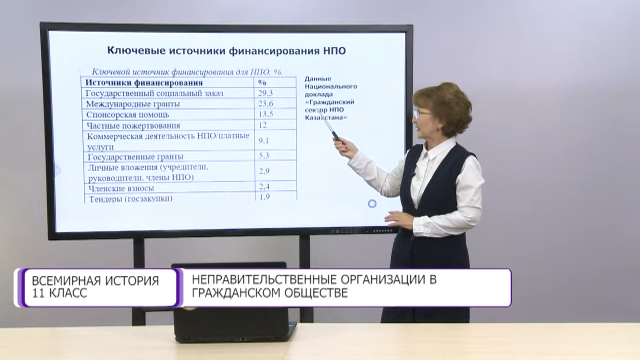 Ключевые источники финансирования НПО
Ключевой источник финансирования для НПО, %.
Источники финансирования %
Государственный социальный заказ 29,3
Международные гранты 23,6
Спонсорская помощь 13,5
Частные пожертвования 12
Коммерческая деятельность НПО/платные
услуги 9,1
Государственные гранты 5,3
Личные вложения (учредители,
руководители, члены НПО) 2,9
Членские взносы 2,4
Тендеры (госзакупки) 1,9
Данные
Национального
доклада
«Гражданский
сектор НПО
Казахстана»
ВСЕМИРНАЯ ИСТОРИЯ
11 КЛАСС
НЕПРАВИТЕЛЬСТВЕННЫЕ ОРГАНИЗАЦИИ В
ГРАЖДАНСКОМ ОБЩЕСТВЕ